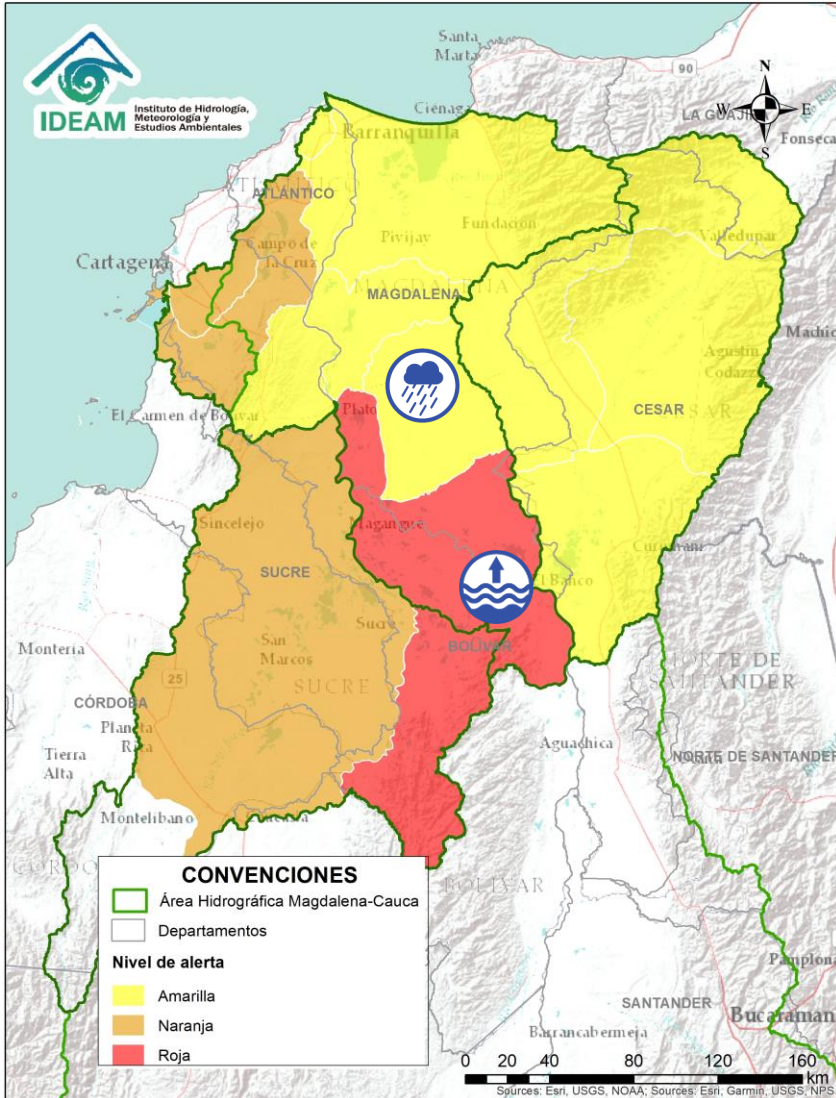 IDEAM
Instituto de Hidrología,
Meteorología y
Estudios Ambientales
Santa
Marta
90
N
W
E
S
LA GUAJIRA
Ciénaga
Barranquilla
Fonseca
ATLÁNTICO
Campo de
la Cruz
Pivijay
Fundación
Valledupar
Cartagena
MAGDALENA
MAGDALENA
Agustín
Codazzi
CESAR
El Carmen de Bolívar
Plato
Sincelejo
Magangué
SUCRE
El Banco
Sucre
BOLÍVAR
Montería
San
Marcos
SUCRE
NORTE DE
SANTANDER
25
CÓRDOBA
Planeta
Rica
Aguachica
NORTE DE SANTANDER
Tierra
Alta
Montelíbano
BOLÍVAR
CONVENCIONES
Área Hidrográfica Magdalena-Cauca
Departamentos
Nivel de alerta
Amarilla
Naranja
Roja
Pamplona
SANTANDER
Bucaraman
Barrancabermeja
0 20 40 80 120 160
km
Sources: Esri, USGS, NOAA; Sources: Esri, Garmin, USGS, NPS